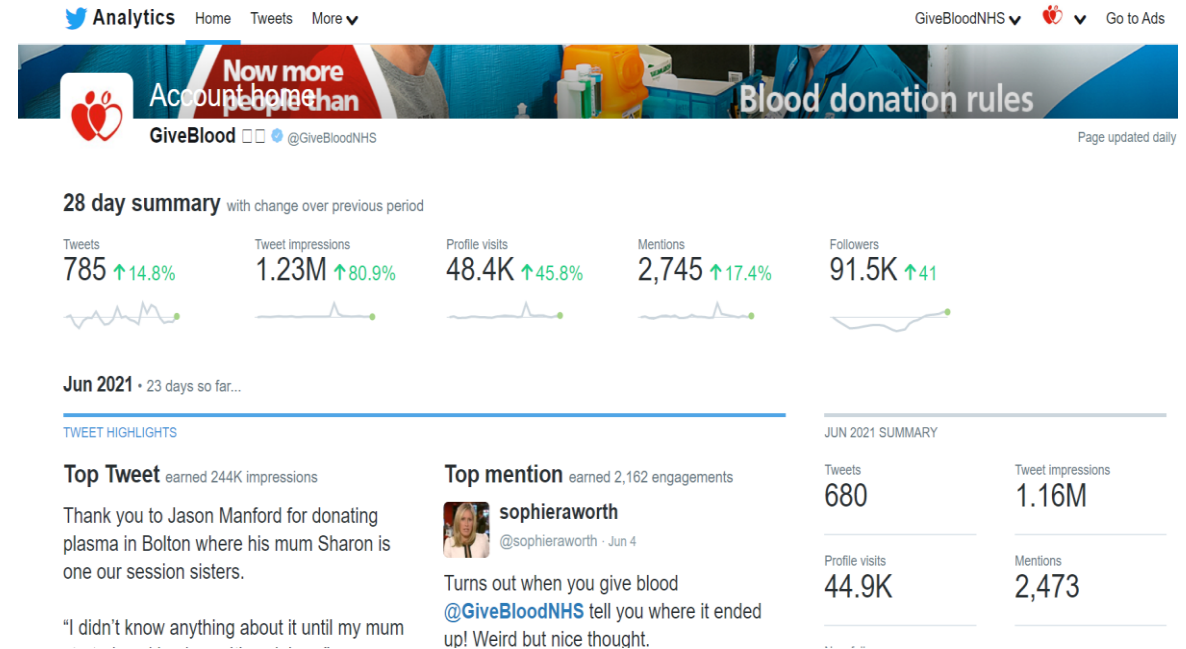 Analytics Home Tweets More
GiveBloodNHS Go to Ads
Now more
people than
Account home
Blood donation rules
GiveBlood @GiveBloodNHS
Page updated daily
28 day summary with change over previous period
Tweets
785 ↑14.8%
Tweet impressions
1.23M ↑80.9%
Profile visits
48.4K ↑45.8%
Mentions
2,745 ↑17.4%
Followers
91.5K ↑41
Jun 2021 • 23 days so far...
TWEET HIGHLIGHTS
Top Tweet earned 244K impressions
Thank you to Jason Manford for donating
plasma in Bolton where his mum Sharon is
one our session sisters.
“I didn’t know anything about it until my mum
Top mention earned 2,162 engagements
sophieraworth
@sophieraworth · Jun 4
Turns out when you give blood
@GiveBloodNHS tell you where it ended
up! Weird but nice thought.
JUN 2021 SUMMARY
Tweets
680
Tweet impressions
1.16M
Profile visits
44.9K
Mentions
2,473